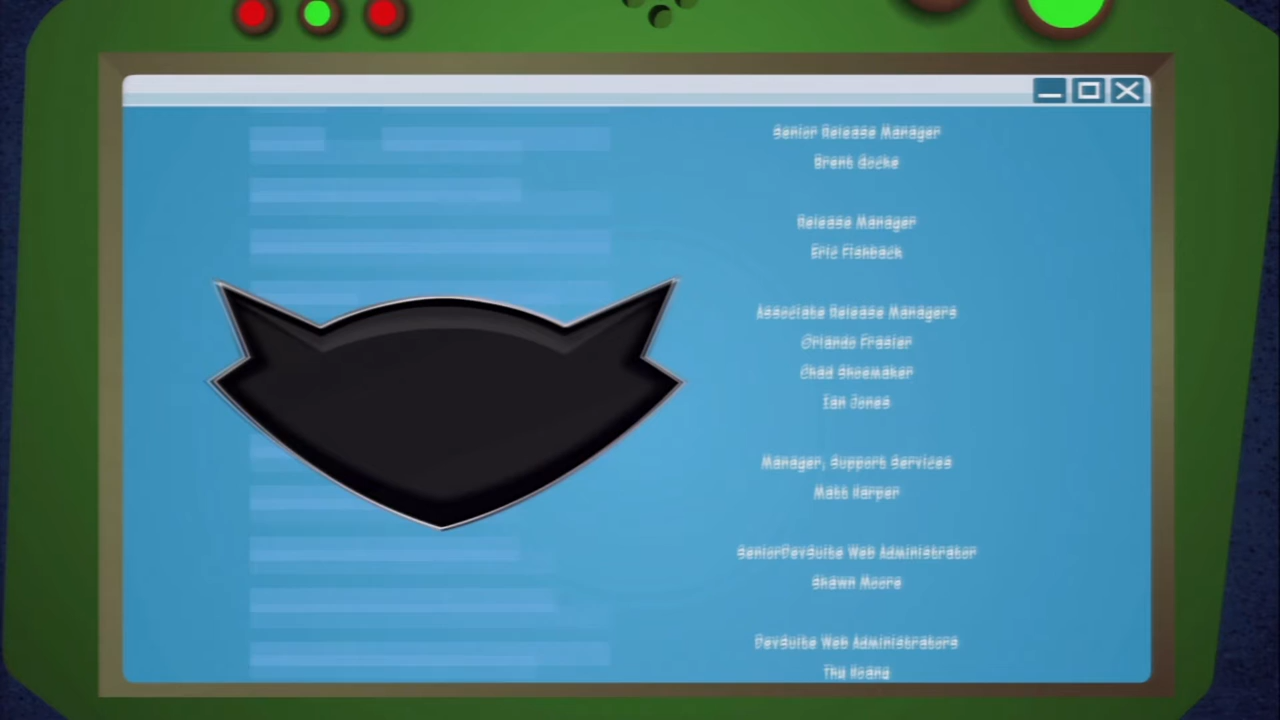 Senior Release Manager
Brent Gocke
Release Manager
Eric Fishback
Associate Release Managers
Orlando Frasier
Chad Shoemaker
Ian Jones
Manager, Support Services
Matt Harper
SeniorDevSuite Web Administrator
Shawn Moore
DevSuite Web Administrators
Thu Hoang